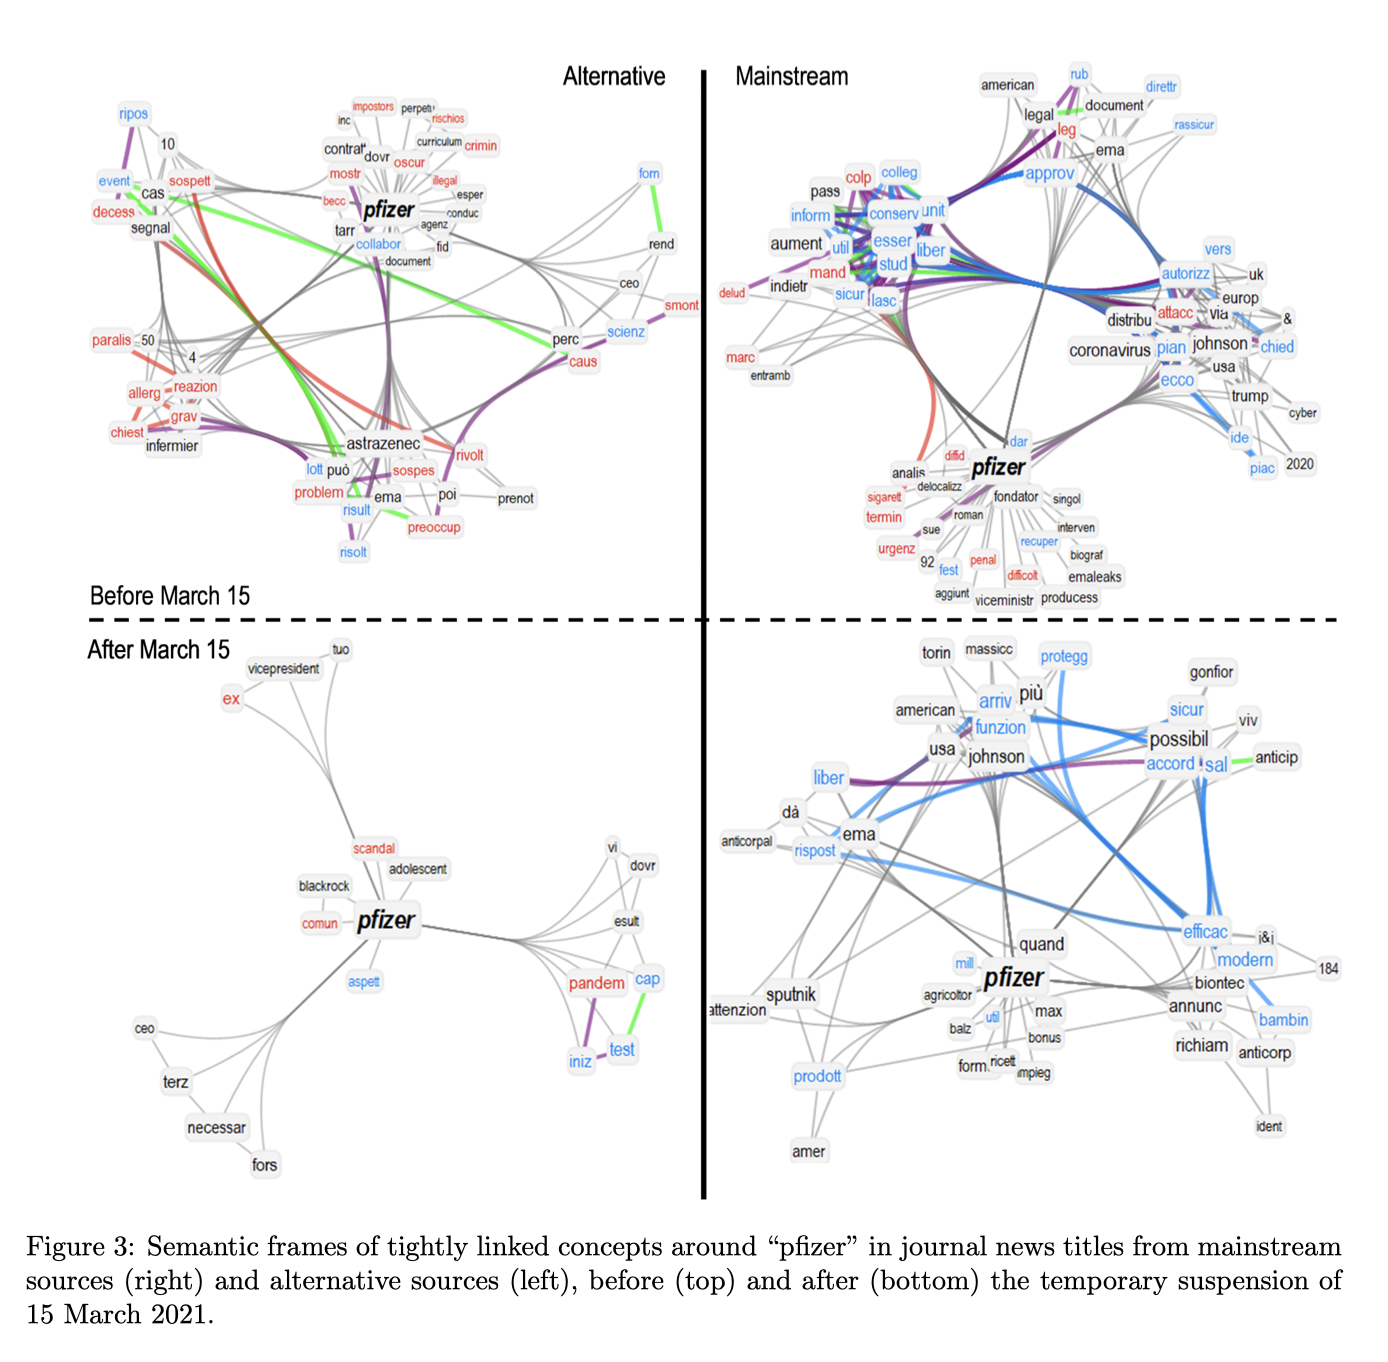 Alternative
Mainstream
ripos
10
event
cas
sospett
decess
segnal
impostors
perpetu
inc
rischios
contratt
dovr
curriculum
crimin
oscur
mostr
illegal
becc
esper
pfizer
conduc
tarr
agenz
collabor
fid
document
forn
rend
ceo
smont
scienz
perc
caus
paralis
50
4
allerg
reazion
grav
chiest
infermier
astrazenec
rivolt
lott
può
sospes
problem
ema
poi
prenot
risult
preoccup
risolt
american
rub
direttr
legal
document
leg
rassicur
ema
approv
colp
colleg
pass
inform
conserv
unit
aument
util
esser
liber
mand
stud
delud
indietr
sicur
lasc
marc
entramb
vers
autorizz
uk
europ
distribu
attacc
via
&
coronavirus
pian
johnson
chied
usa
ecco
trump
cyber
ide
piac
2020
dar
diffid
pfizer
analis
delocalizz
sigarett
fondator
singol
termin
roman
sue
interven
urgenz
recuper
92
fest
penal
biograf
difficolt
emaleaks
aggiunt
viceministr
producess
Before March 15
After March 15
tuo
vicepresident
ex
scandal
adolescent
blackrock
comun
pfizer
aspett
vi
dovr
esult
pandem
cap
iniz
test
ceo
terz
necessar
fors
torin
massicc
protegg
gonfior
arriv
più
american
funzion
sicur
viv
usa
johnson
possibil
accord
sal
anticip
liber
dà
ema
anticorpal
rispost
efficac
j&j
quand
modern
mill
pfizer
biotec
184
sputnik
agricoltor
attenzion
util
max
annunc
bambin
balz
bonus
richiam
anticorp
form
ricett
impieg
prodott
ident
amer
Figure 3: Semantic frames of tightly linked concepts around “pfizer” in journal news titles from mainstream
sources (right) and alternative sources (left), before (top) and after (bottom) the temporary suspension of
15 March 2021.